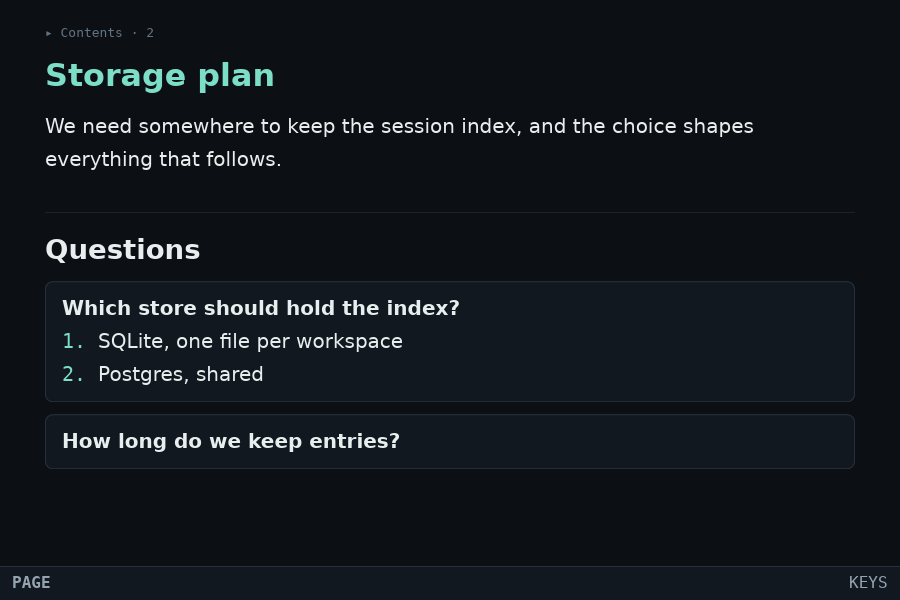 ▸ Contents · 2
Storage plan
We need somewhere to keep the session index, and the choice shapes
everything that follows.
Questions
Which store should hold the index?
1. SQLite, one file per workspace
2. Postgres, shared
How long do we keep entries?
PAGE
KEYS